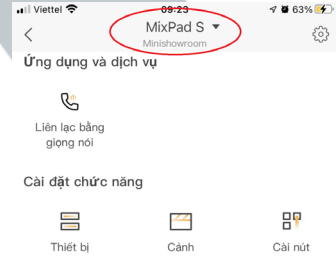 Viettel 09:23 63%
MixPad S
Minishowroom
Ứng dụng và dịch vụ
Liên lạc bằng
giọng nói
Cài đặt chức năng
Thiết bị Cảnh Cài nút